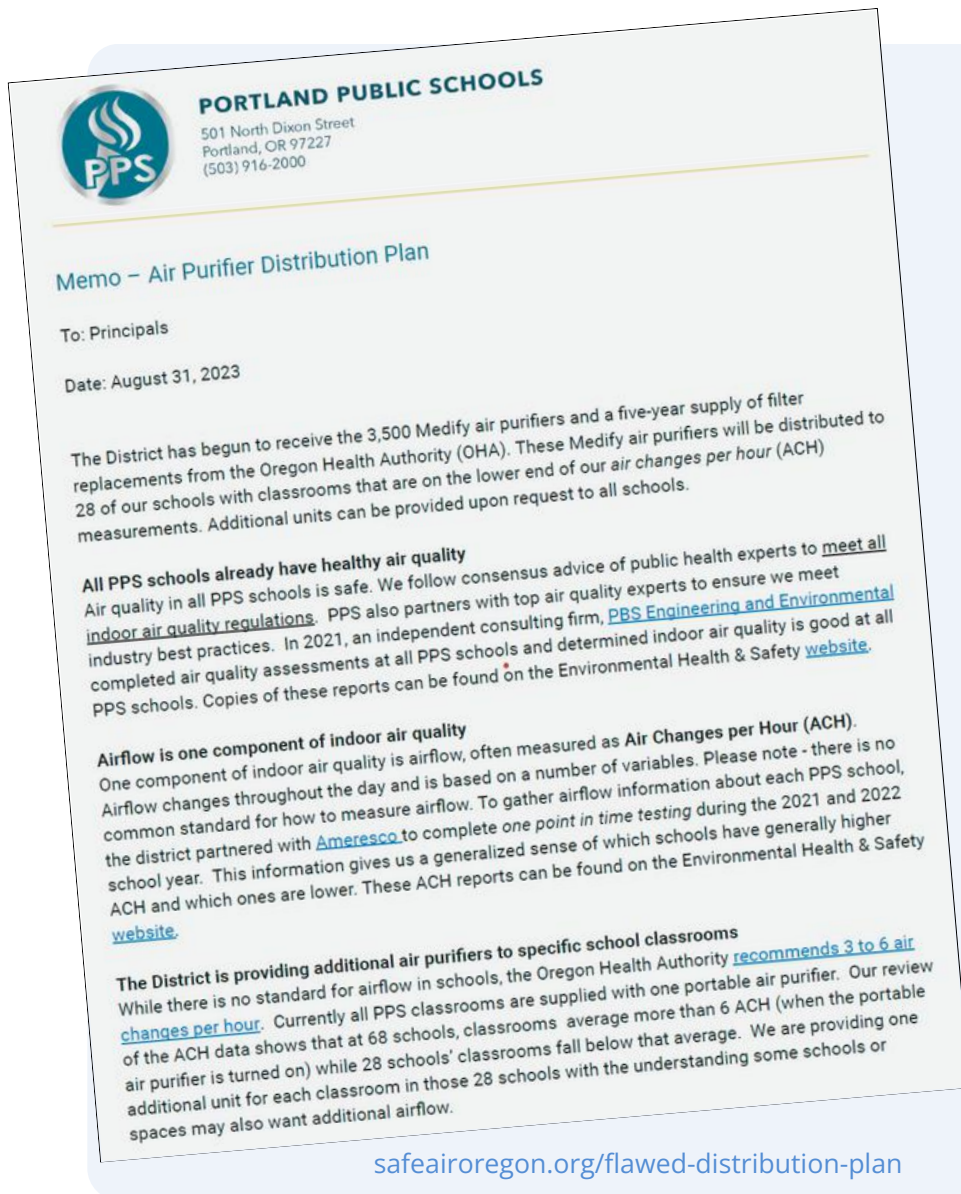 PPS
PORTLAND PUBLIC SCHOOLS
501 North Dixon Street
Portland, OR 97227
(503) 916-2000
Memo – Air Purifier Distribution Plan
To: Principals
Date: August 31, 2023
The District has begun to receive the 3,500 Medify air purifiers and a five-year supply of filter
replacements from the Oregon Health Authority (OHA). These Medify air purifiers will be distributed to
28 of our schools with classrooms that are on the lower end of our air changes per hour (ACH)
measurements. Additional units can be provided upon request to all schools.
All PPS schools already have healthy air quality
Air quality in all PPS schools is safe. We follow consensus advice of public health experts to meet all
indoor air quality regulations. PPS also partners with top air quality experts to ensure we meet
industry best practices. In 2021, an independent consulting firm, PBS Engineering and Environmental
completed air quality assessments at all PPS schools and determined indoor air quality is good at all
PPS schools. Copies of these reports can be found on the Environmental Health & Safety website.
Airflow is one component of indoor air quality
One component of indoor air quality is airflow, often measured as Air Changes per Hour (ACH).
Airflow changes throughout the day and is based on a number of variables. Please note - there is no
common standard for how to measure airflow. To gather airflow information about each PPS school,
the district partnered with Ameresco to complete one point in time testing during the 2021 and 2022
school year. This information gives us a generalized sense of which schools have generally higher
ACH and which ones are lower. These ACH reports can be found on the Environmental Health & Safety
website.
The District is providing additional air purifiers to specific school classrooms
While there is no standard for airflow in schools, the Oregon Health Authority recommends 3 to 6 air
changes per hour. Currently all PPS classrooms are supplied with one portable air purifier. Our review
of the ACH data shows that at 68 schools, classrooms average more than 6 ACH (when the portable
air purifier is turned on) while 28 schools' classrooms fall below that average. We are providing one
additional unit for each classroom in those 28 schools with the understanding some schools or
spaces may also want additional airflow.
safeairoregon.org/flawed-distribution-plan